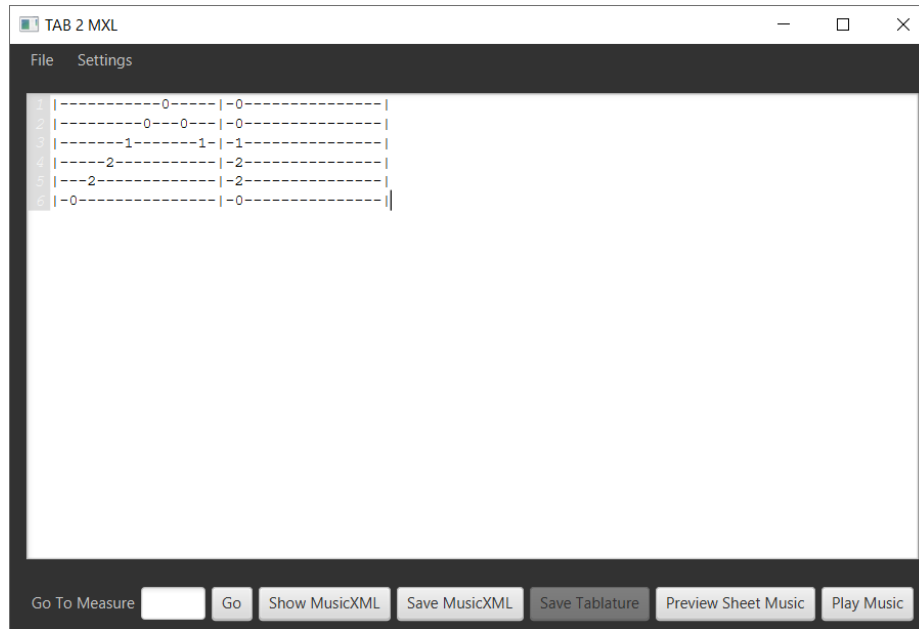 TAB 2 MXL
File Settings
1 |-----------0-----|-0---------------|
2 |---------0---0---|-0---------------|
3 |-------1-------1-|-1---------------|
4 |-----2-----------|-2---------------|
5 |---2-------------|-2---------------|
6 |-0---------------|-0---------------|
Go To Measure Go Show MusicXML Save MusicXML Save Tablature Preview Sheet Music Play Music